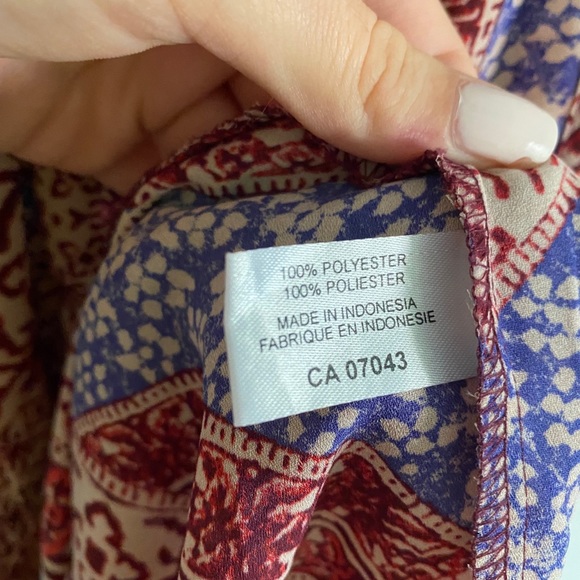 100% POLYESTER
100% POLIESTER
MADE IN INDONESIA
FABRIQUE EN INDONESIE
CA 07043